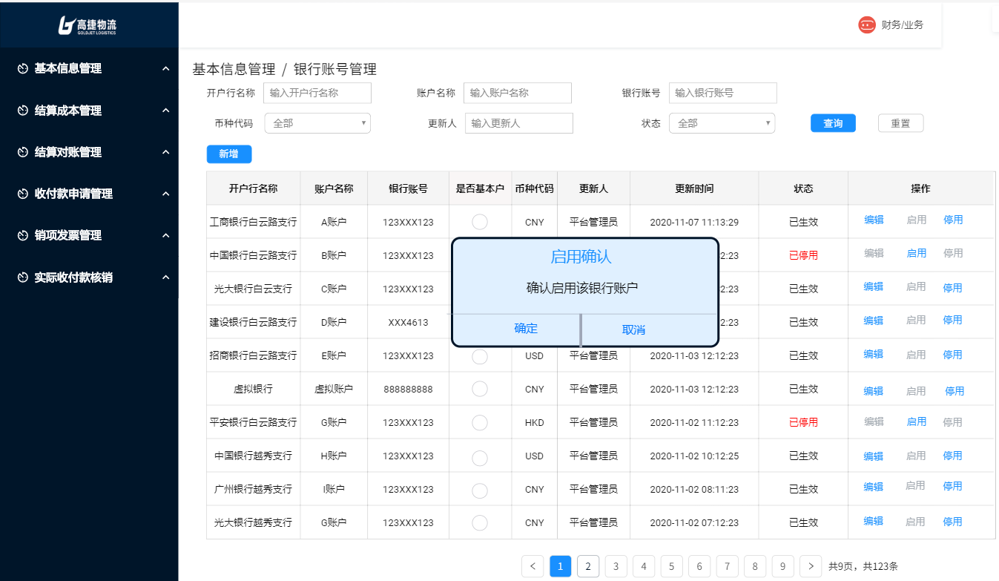 高捷物流
GOLDJET LOGISTICS
财务/业务
基本信息管理
结算成本管理
结算对账管理
收付款申请管理
销项发票管理
实际收付款核销
基本信息管理 / 银行账号管理
开户行名称 输入开户行名称 账户名称 输入账户名称 银行账号 输入银行账号
币种代码 全部 更新人 输入更新人 状态 全部 查询 重置
新增
开户行名称 账户名称 银行账号 是否基本户 币种代码 更新人 更新时间 状态 操作
工商银行白云路支行 A账户 123XXX123 CNY 平台管理员 2020-11-07 11:13:29 已生效 编辑 启用 停用
中国银行白云路支行 B账户 123XXX123 2:23 已停用 编辑 启用 停用
光大银行白云支行 C账户 123XXX123 2:23 已生效 编辑 启用 停用
建设银行白云路支行 D账户 XXX4613 2:23 已生效 编辑 启用 停用
启用确认
确认启用该银行账户
确定 取消
招商银行白云路支行 E账户 123XXX123 USD 平台管理员 2020-11-03 12:12:23 已生效 编辑 启用 停用
虚拟银行 虚拟账户 888888888 CNY 平台管理员 2020-11-03 12:12:23 已生效 编辑 启用 停用
平安银行白云路支行 G账户 123XXX123 HKD 平台管理员 2020-11-02 11:12:23 已停用 编辑 启用 停用
中国银行越秀支行 H账户 123XXX123 USD 平台管理员 2020-11-02 10:12:25 已生效 编辑 启用 停用
广州银行越秀支行 I账户 123XXX123 CNY 平台管理员 2020-11-02 08:11:23 已生效 编辑 启用 停用
光大银行越秀支行 G账户 123XXX123 CNY 平台管理员 2020-11-02 07:12:23 已生效 编辑 启用 停用
< 1 2 3 4 5 6 7 8 9 > 共9页，共123条